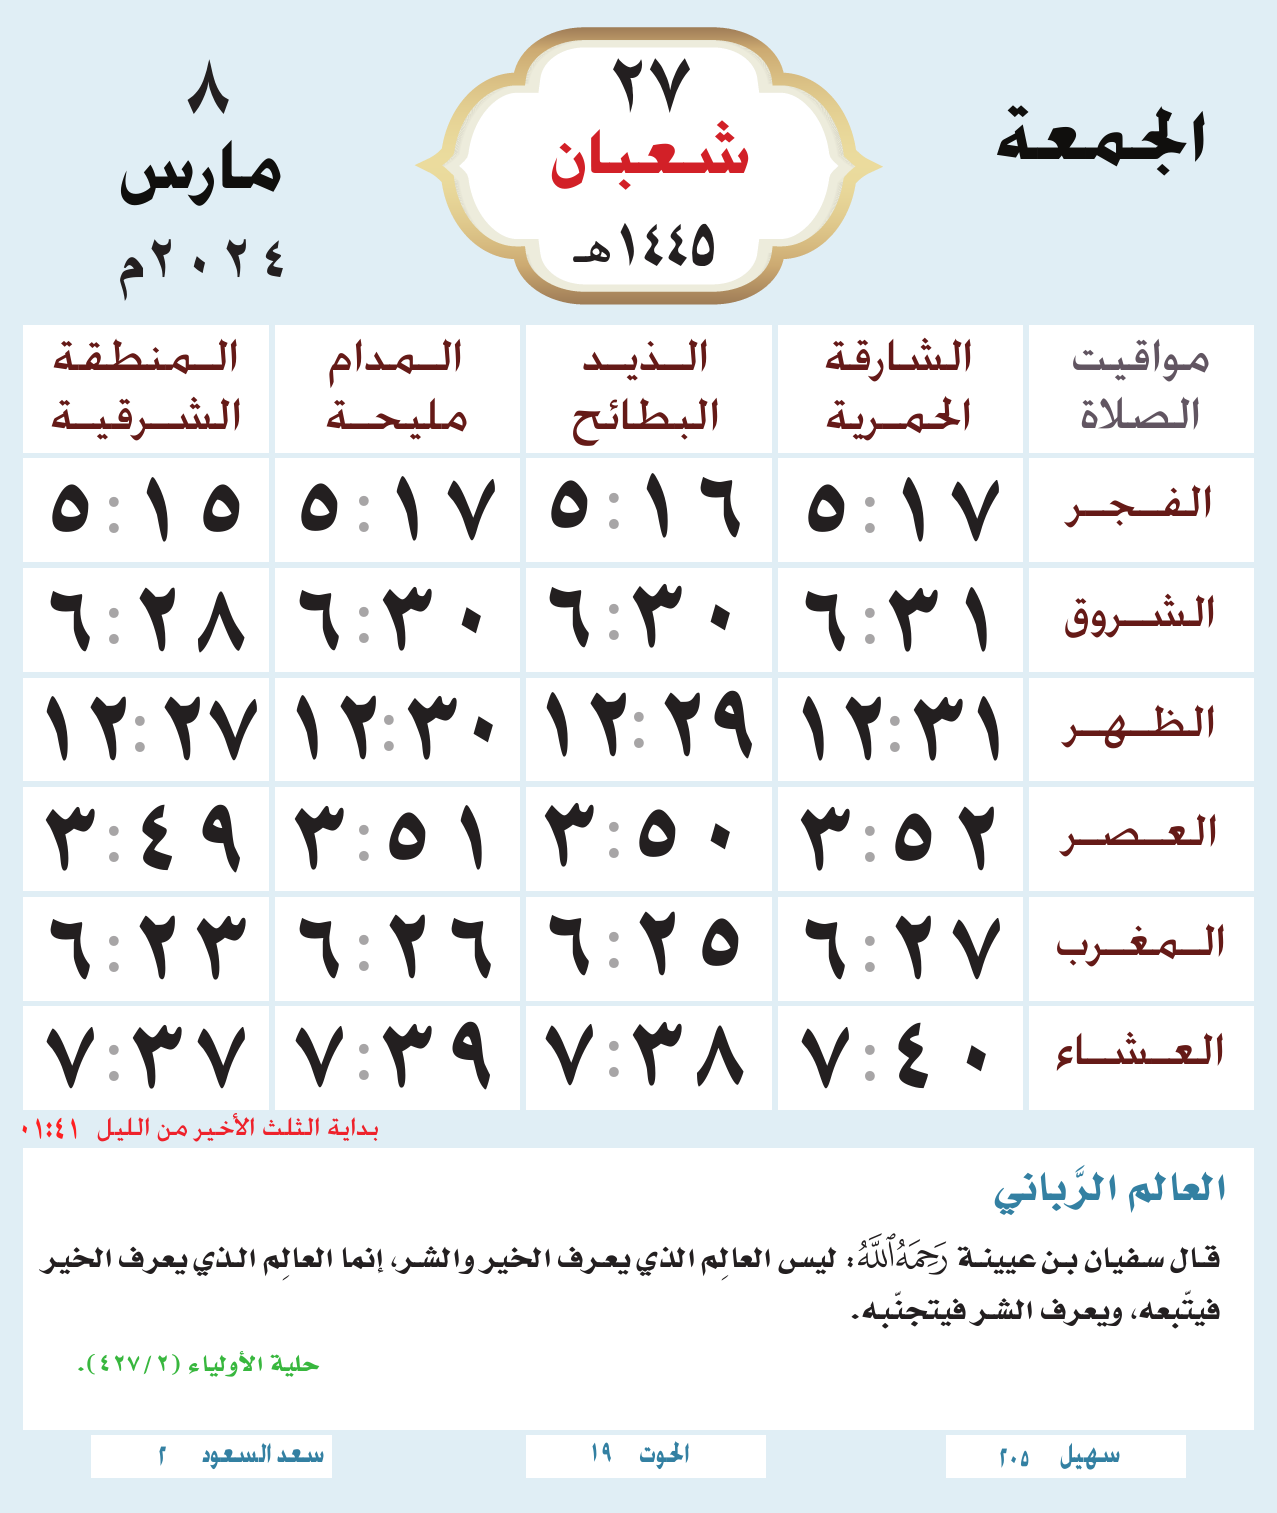 الجمعة
٢٧
شعبان
١٤٤٥هـ
٨
مارس
٢٠٢٤م
مواقيت الصلاة
الشارقة الحمرية
الذيد البطائح
المدام مليحة
المنطقة الشرقية
الفجر ٥:١٧ ٥:١٦ ٥:١٧ ٥:١٥
الشروق ٦:٣١ ٦:٣٠ ٦:٣٠ ٦:٢٨
الظهر ١٢:٣١ ١٢:٢٩ ١٢:٣٠ ١٢:٢٧
العصر ٣:٥٢ ٣:٥٠ ٣:٥١ ٣:٤٩
المغرب ٦:٢٧ ٦:٢٥ ٦:٢٦ ٦:٢٣
العشاء ٧:٤٠ ٧:٣٨ ٧:٣٩ ٧:٣٧
بداية الثلث الأخير من الليل ٠١:٤١
العالم الرَّباني
قال سفيان بن عيينة رَحِمَهُ ٱللَّهُ: ليس العالِم الذي يعرف الخير والشر، إنما العالِم الذي يعرف الخير
فيتّبعه، ويعرف الشر فيتجنّبه.
حلية الأولياء (٤٢٧/٢).
سهيل ٢٠٥
الحوت ١٩
سعد السعود ٢